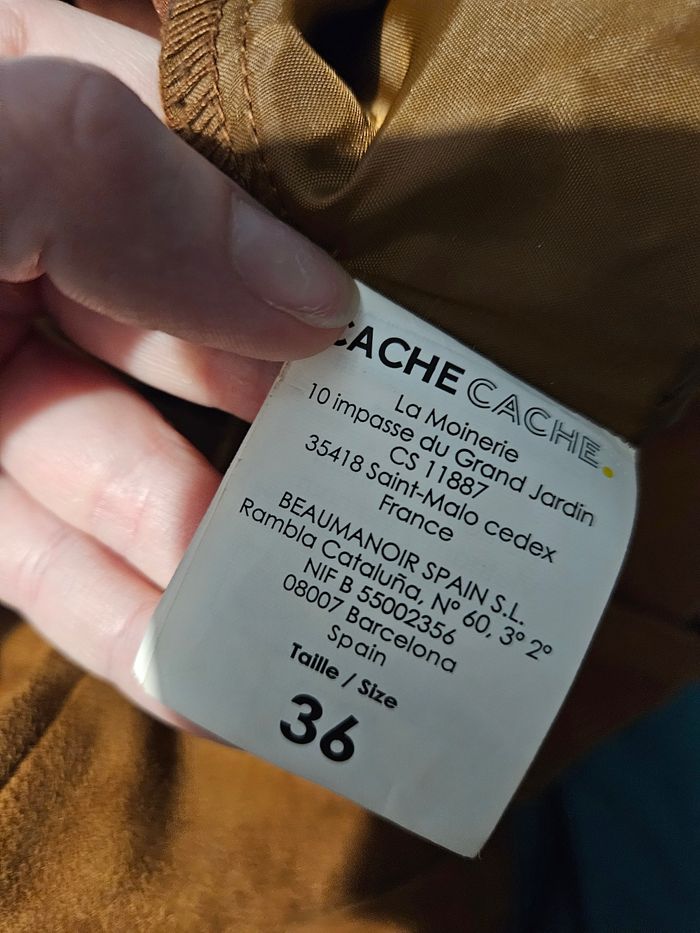 CACHE CACHE.
La Moinerie
10 impasse du Grand Jardin
CS 11887
35418 Saint-Malo cedex
France
BEAUMANOIR SPAIN S.L.
Rambla Cataluña, Nº 60, 3º 2º
NIF B 55002356
08007 Barcelona
Spain
Taille / Size
36